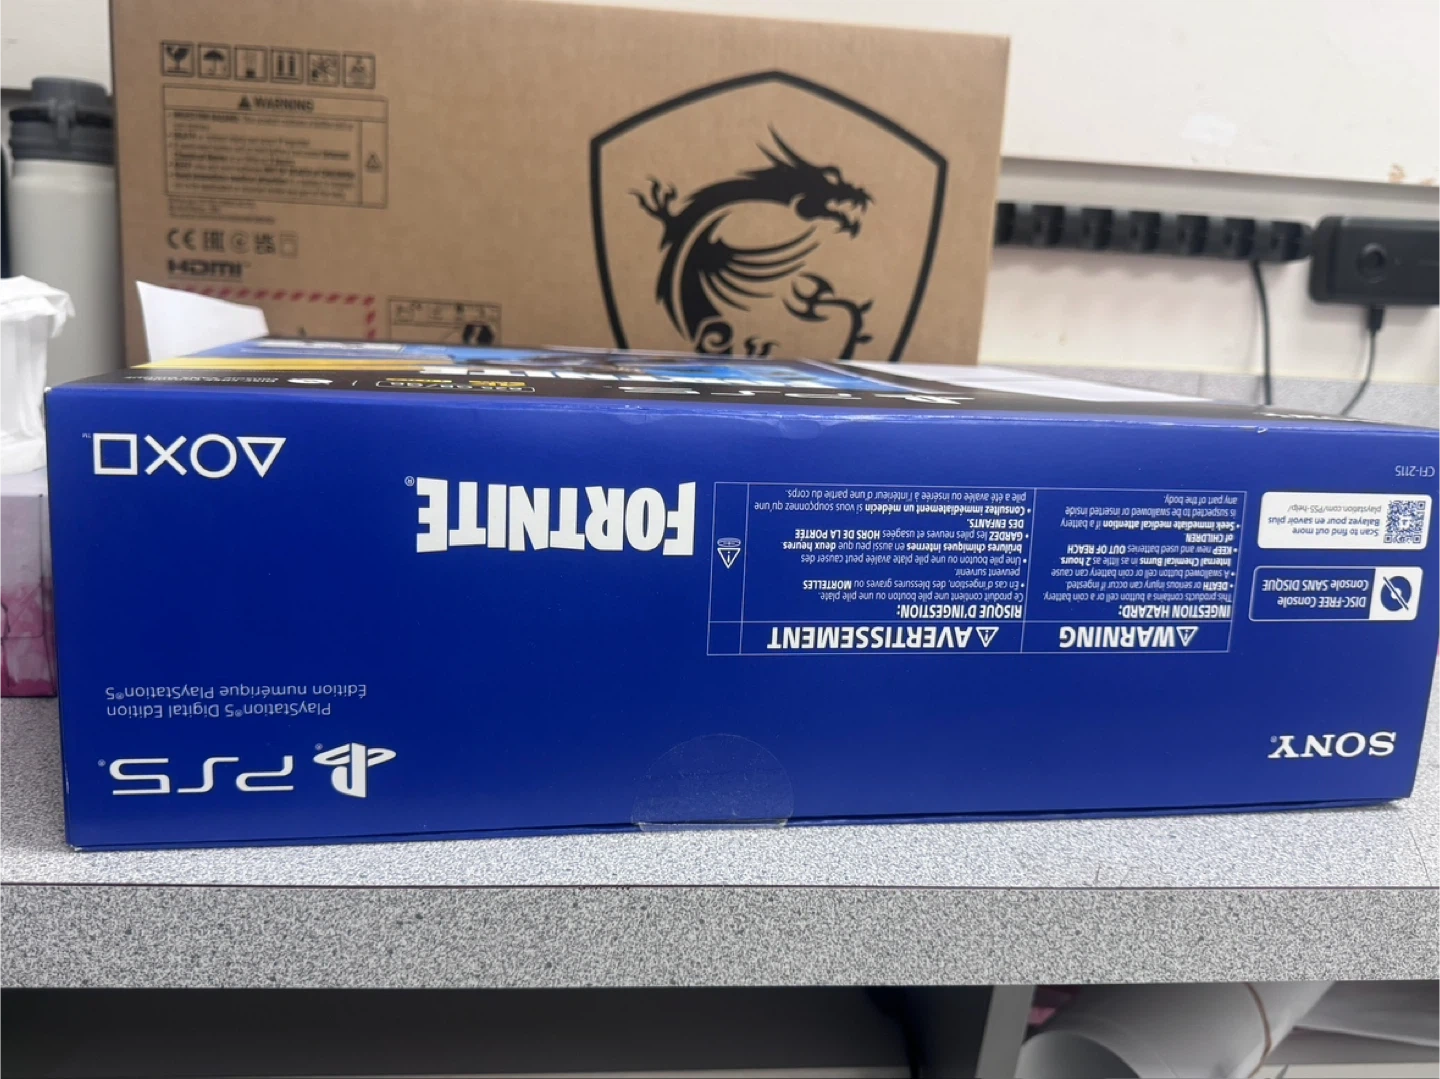 WARNING
CE
HDMI
PS5
FORTNITE
CFI-2115
Scan to find out more
Balayez pour en savoir plus
playstation.com/PS5-help/
DISC-FREE Console
Console SANS DISQUE
WARNING
INGESTION HAZARD:
This product contains a button cell or a coin battery.
• DEATH or serious injury can occur if ingested.
• A swallowed button cell or coin battery can cause
Internal Chemical Burns in as little as 2 hours.
• KEEP new and used batteries OUT OF REACH
of CHILDREN
• Seek immediate medical attention if a battery
is suspected to be swallowed or inserted inside
any part of the body.
AVERTISSEMENT
RISQUE D'INGESTION:
Ce produit contient une pile bouton ou une pile plate.
• En cas d'ingestion, des blessures graves ou MORTELLES
peuvent survenir.
• Une pile bouton ou une pile plate avalée peut causer des
brûlures chimiques internes en aussi peu que deux heures
• GARDEZ les piles neuves et usagées HORS DE LA PORTÉE
DES ENFANTS.
• Consultez immédiatement un médecin si vous soupçonnez qu'une
pile a été avalée ou insérée à l'intérieur d'une partie du corps.
FORTNITE®
SONY®
PS5®
PlayStation®5 Digital Edition
Édition numérique PlayStation®5